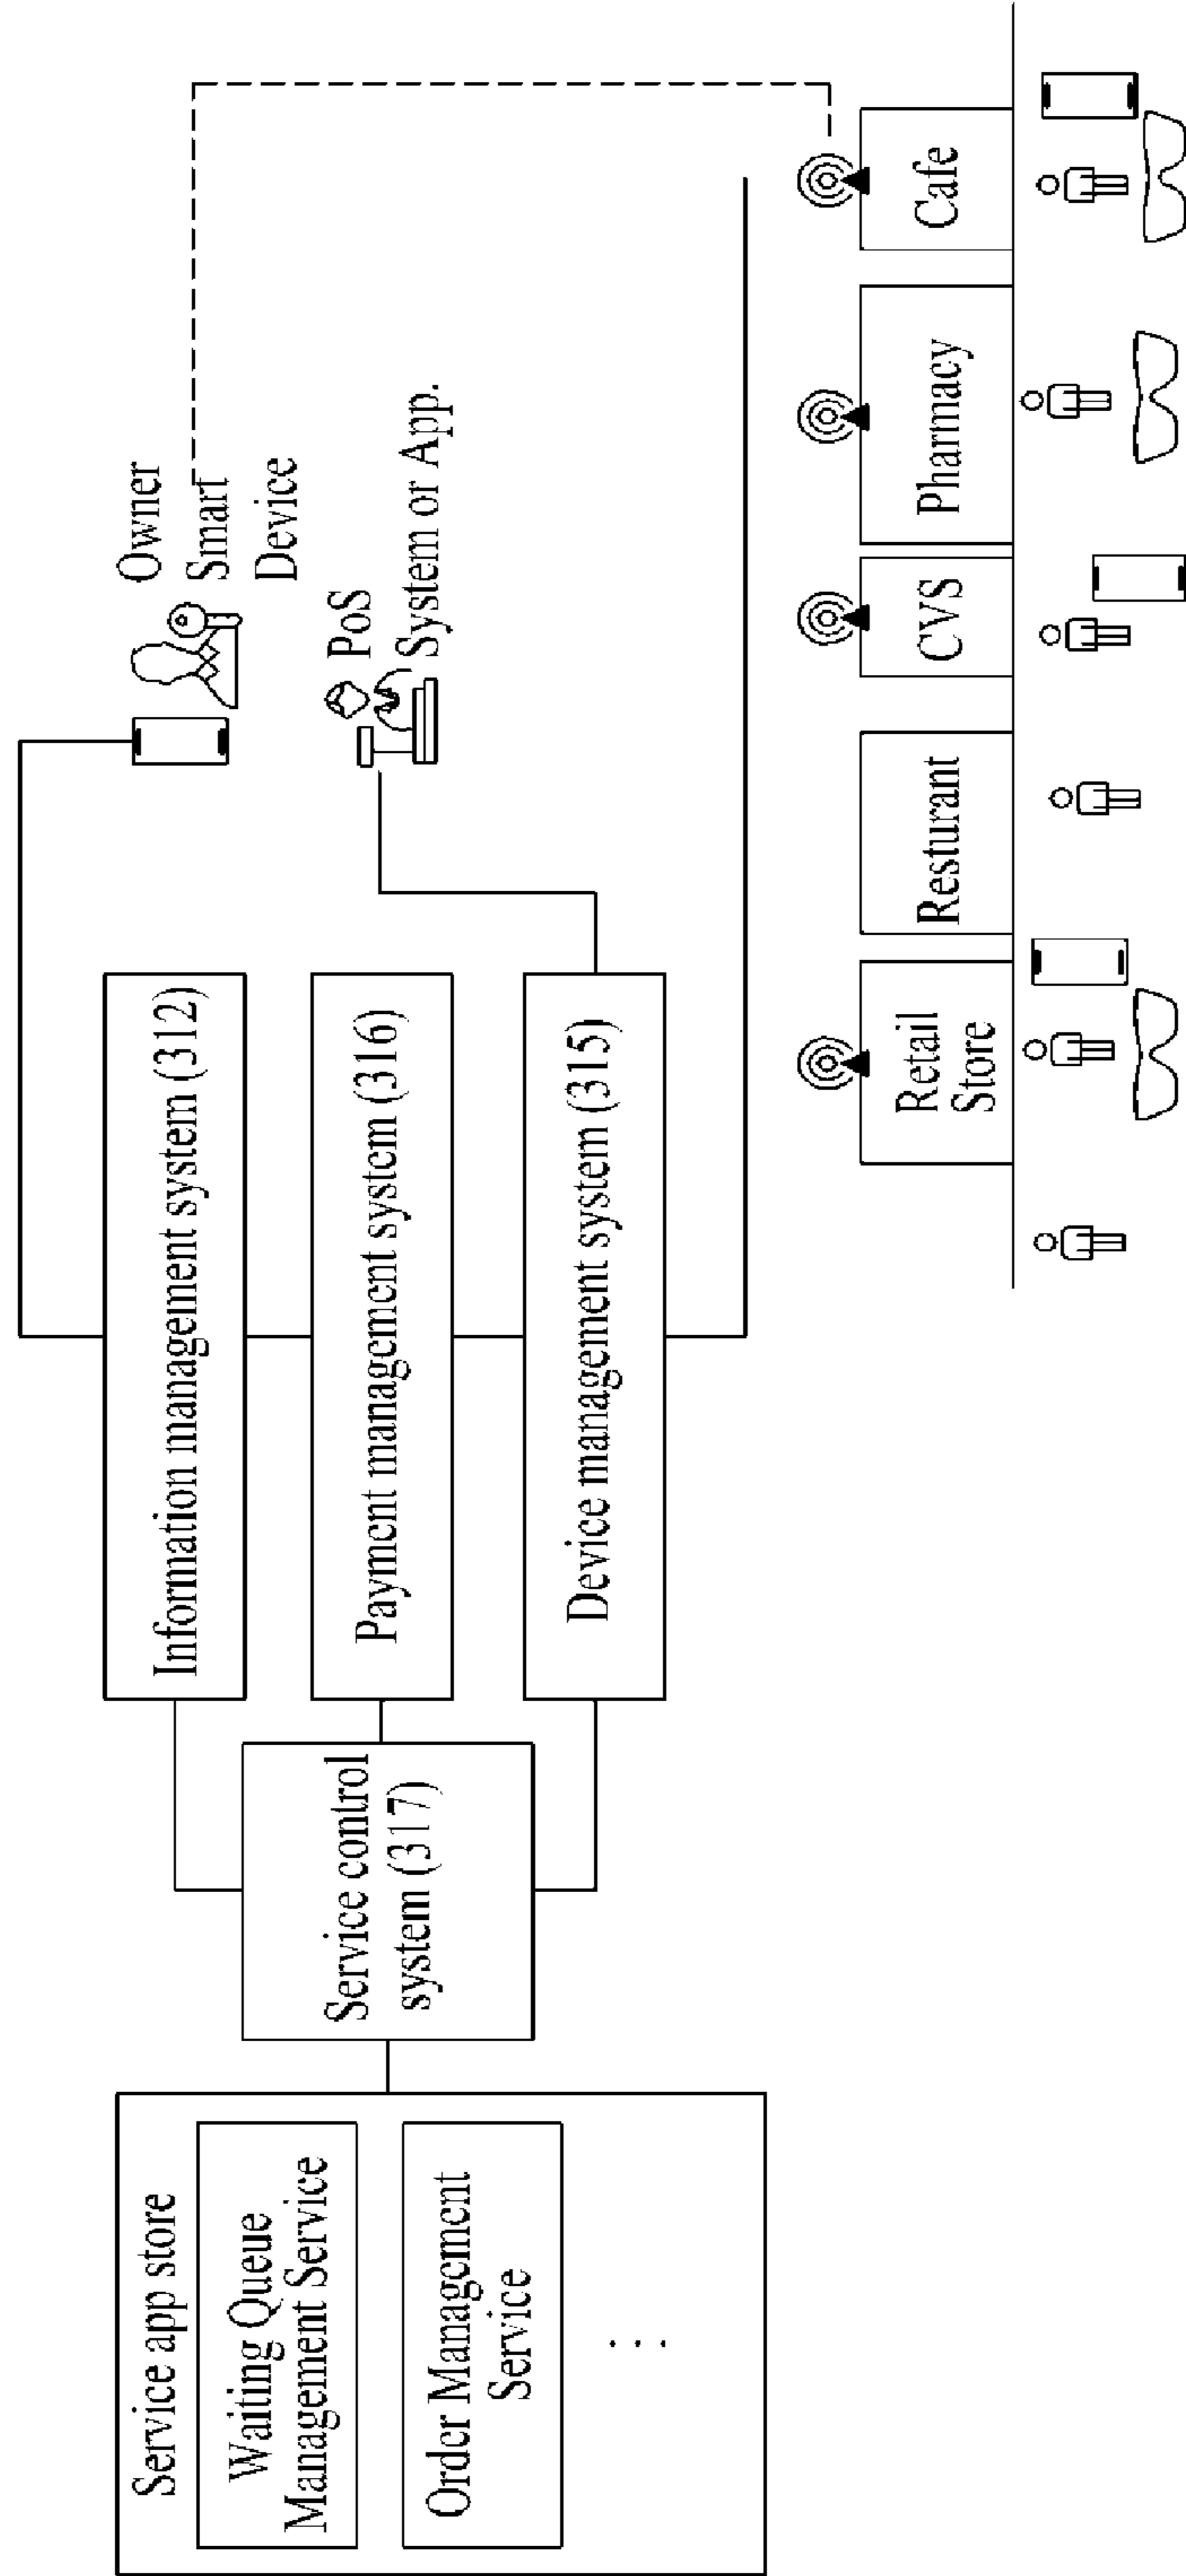 Service app store
Waiting Queue
Management Service
Order Management
Service
. . .
Service control
system (317)
Information management system (312)
Payment management system (316)
Device management system (315)
Owner
Smart
Device
PoS
System or App.
Retail
Store
Resturant
CVS
Pharmacy
Cafe